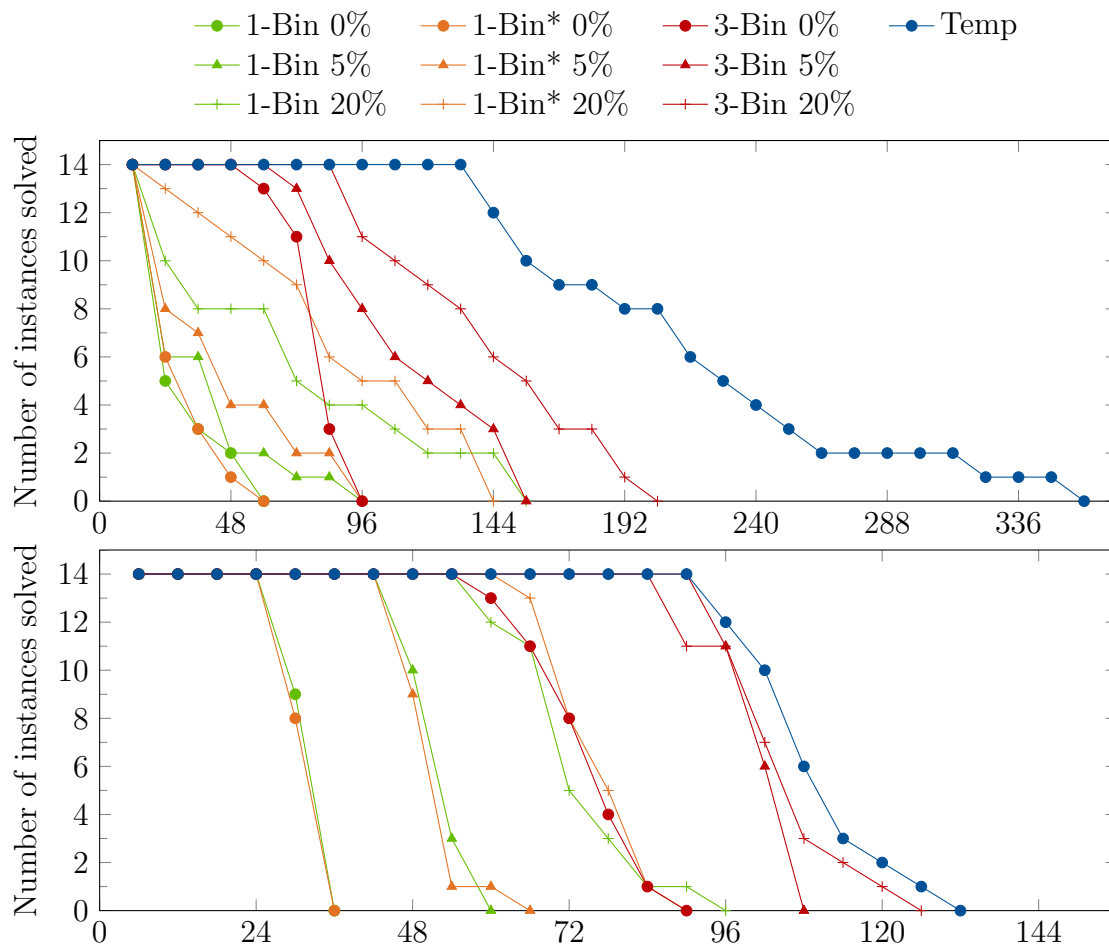 1-Bin 0% 1-Bin* 0% 3-Bin 0% Temp
1-Bin 5% 1-Bin* 5% 3-Bin 5%
1-Bin 20% 1-Bin* 20% 3-Bin 20%
Number of instances solved
14
12
10
8
6
4
2
0
0 48 96 144 192 240 288 336
Number of instances solved
14
12
10
8
6
4
2
0
0 24 48 72 96 120 144